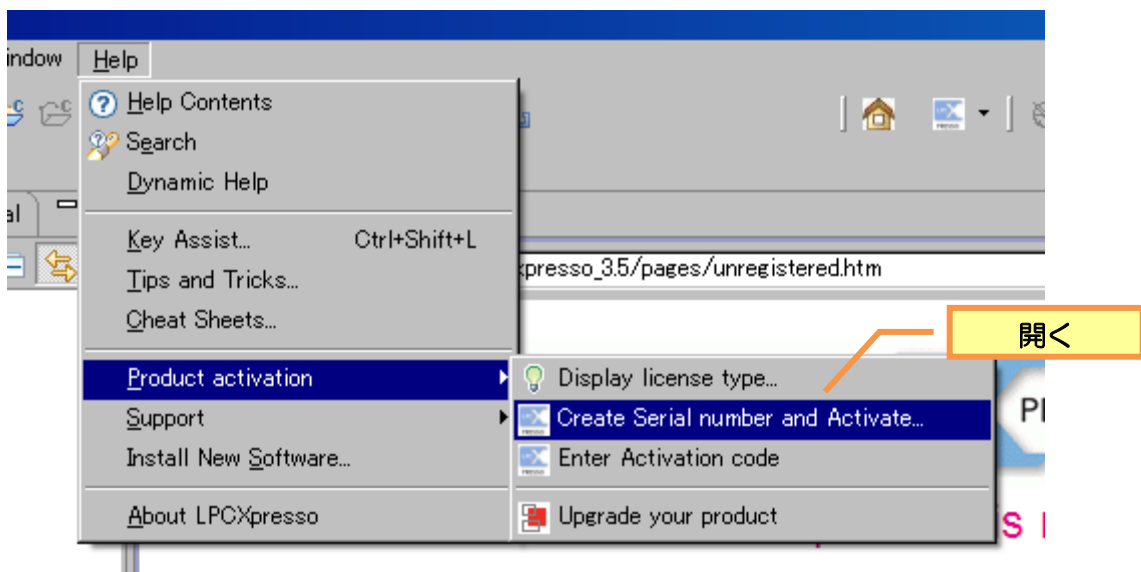 indow Help
Help Contents
Search
Dynamic Help
al
Key Assist... Ctrl+Shift+L
Tips and Tricks...
Cheat Sheets...
xpresso_3.5/pages/unregistered.htm
開く
Product activation
Display license type...
Support
Create Serial number and Activate...
Install New Software...
Enter Activation code
About LPCXpresso
Upgrade your product